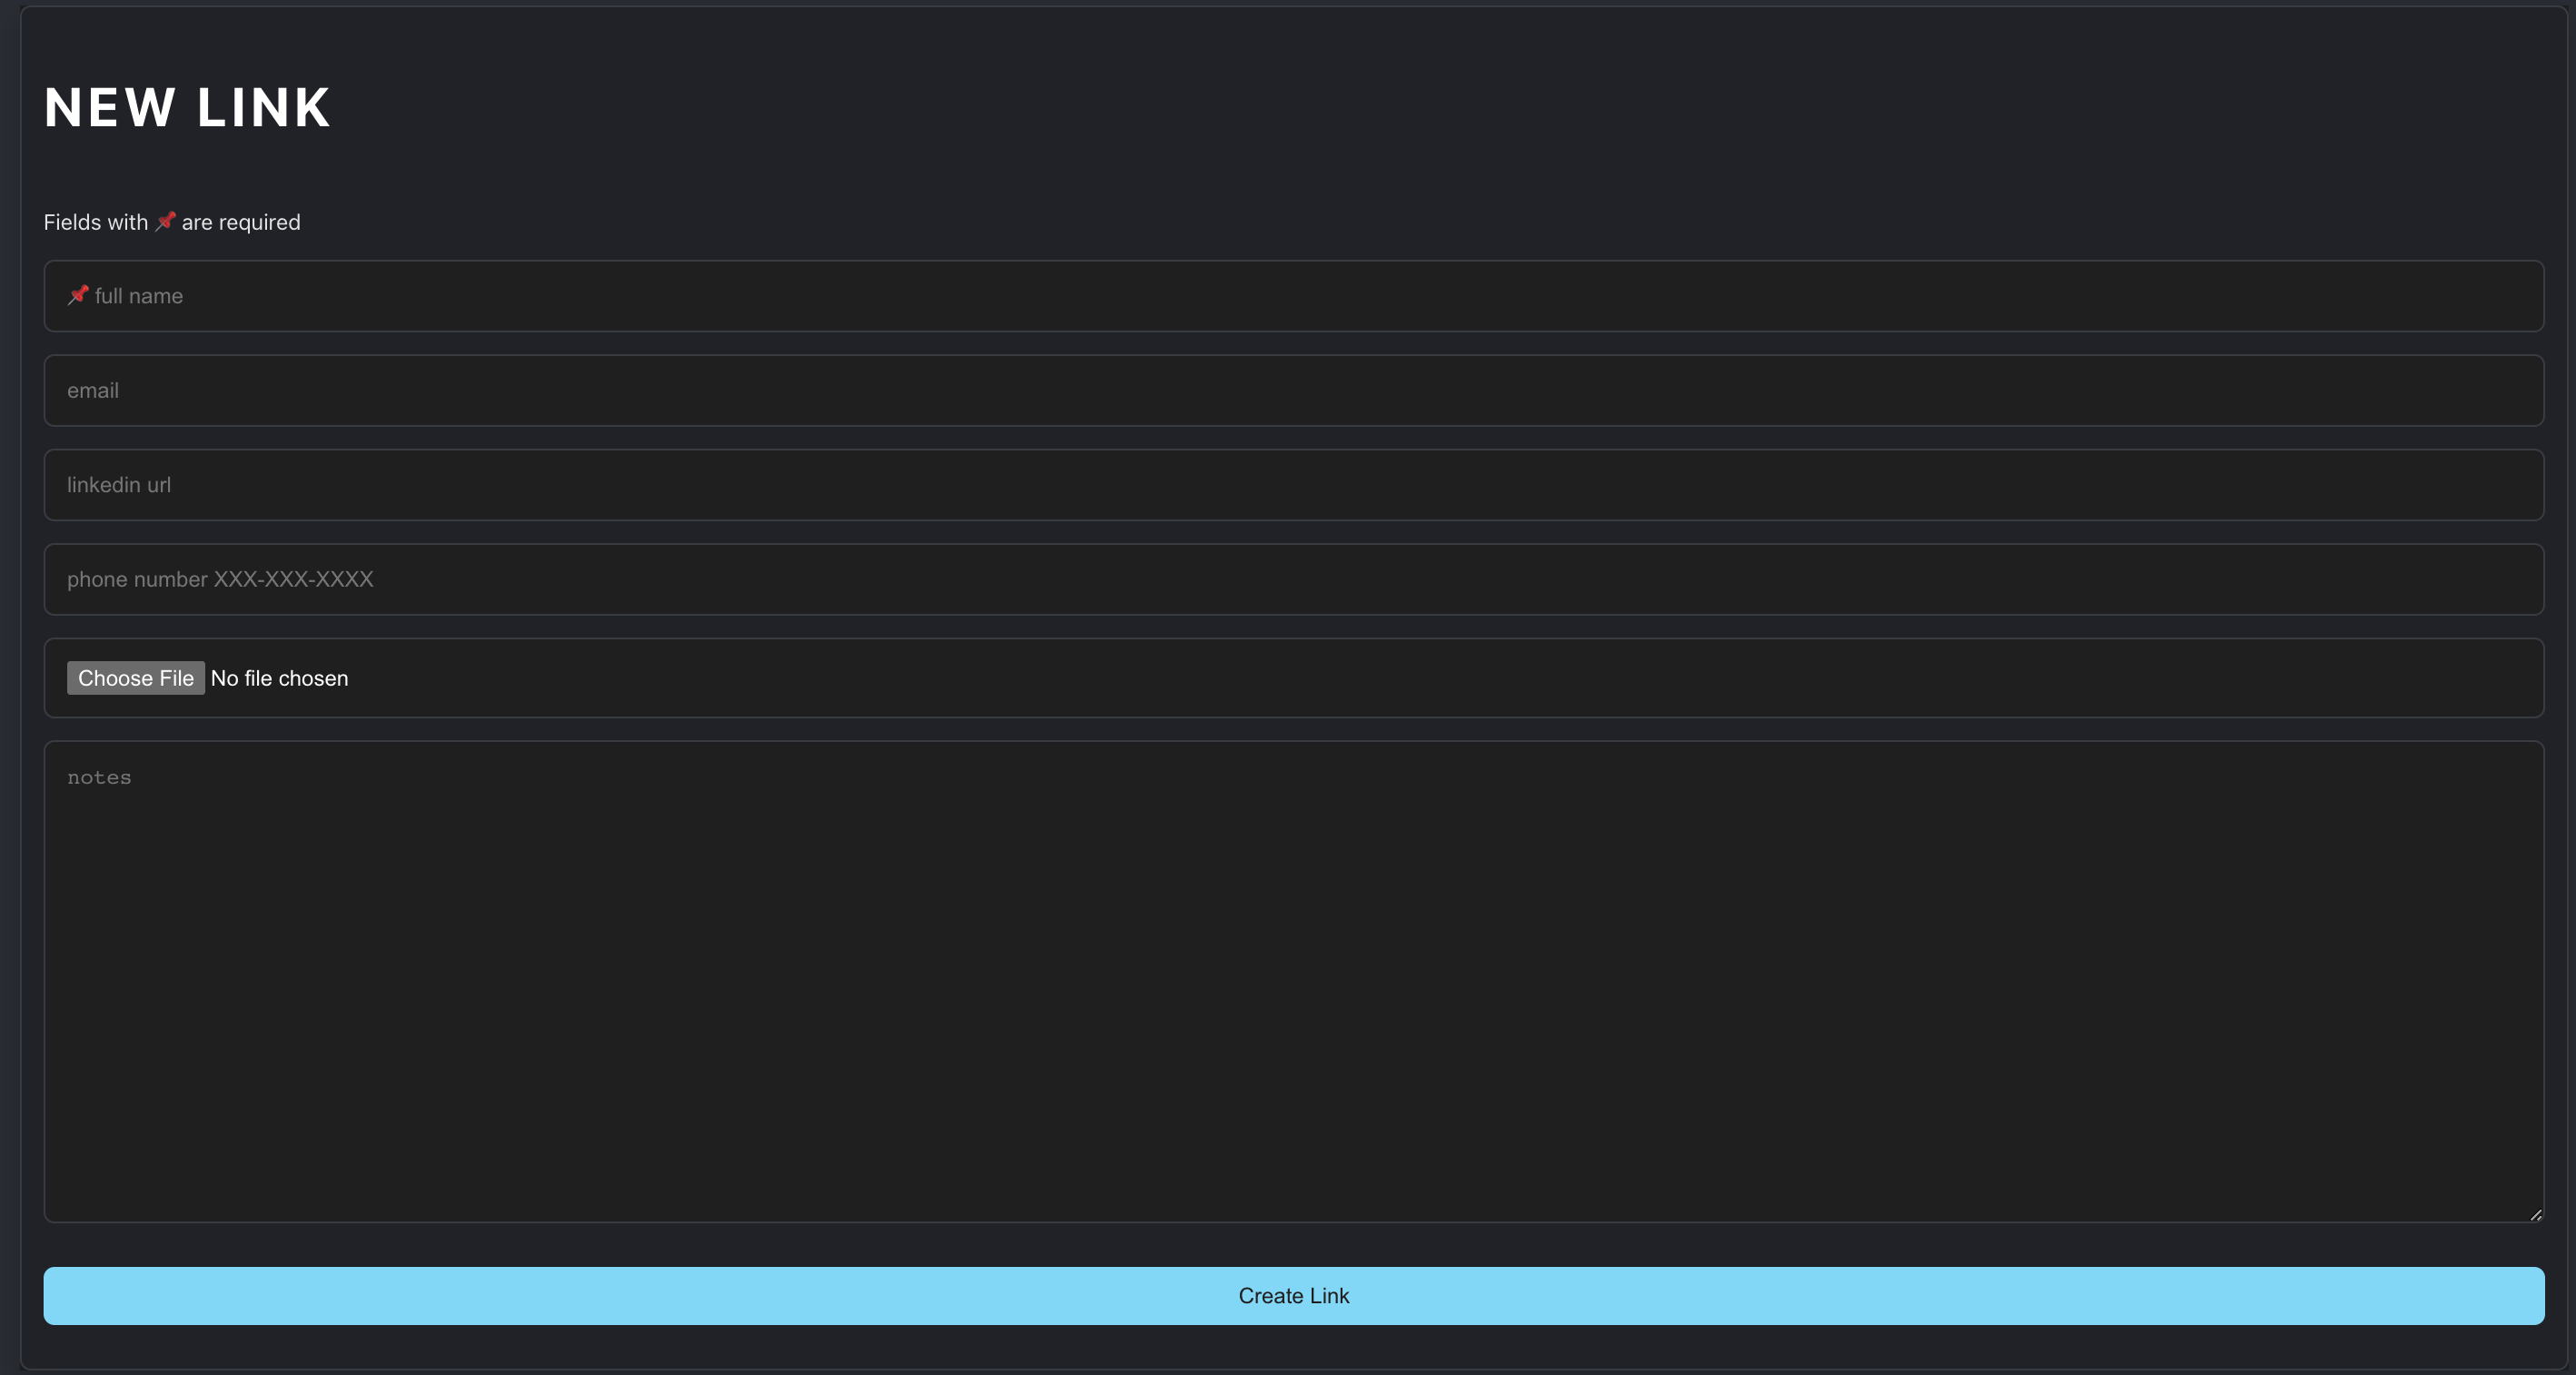 NEW LINK
Fields with 📌 are required
📌 full name
email
linkedin url
phone number XXX-XXX-XXXX
Choose File No file chosen
notes
Create Link